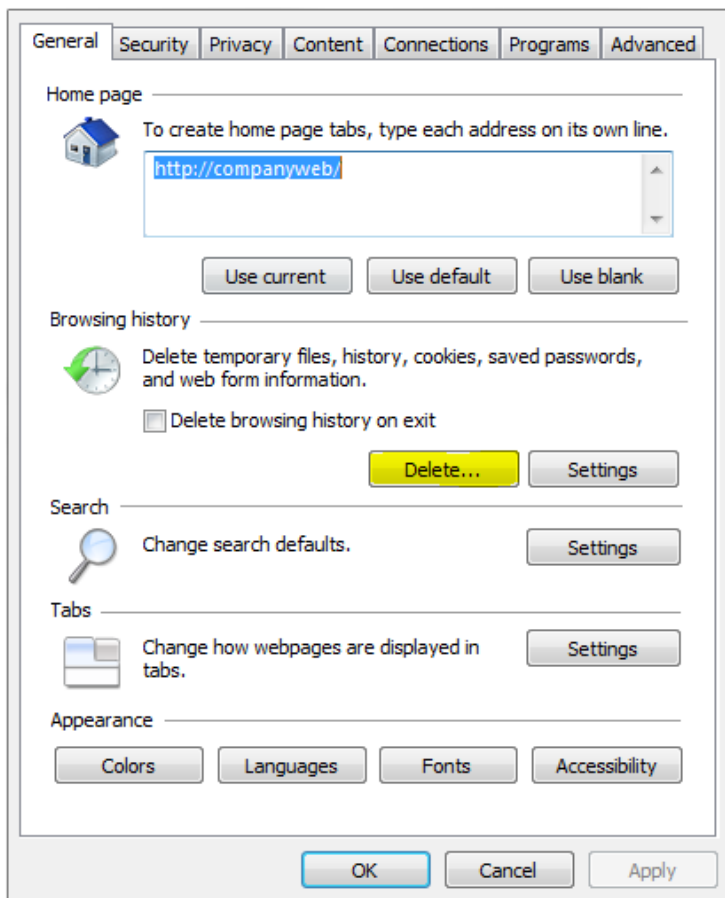 General Security Privacy Content Connections Programs Advanced
Home page
To create home page tabs, type each address on its own line.
http://companyweb/
Use current Use default Use blank
Browsing history
Delete temporary files, history, cookies, saved passwords,
and web form information.
Delete browsing history on exit
Delete... Settings
Search
Change search defaults. Settings
Tabs
Change how webpages are displayed in
tabs.
Settings
Appearance
Colors Languages Fonts Accessibility
OK Cancel Apply